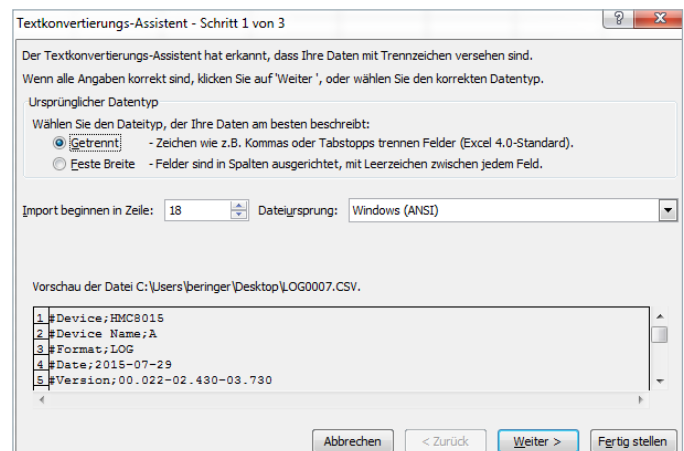 Textkonvertierungs-Assistent - Schritt 1 von 3
Der Textkonvertierungs-Assistent hat erkannt, dass Ihre Daten mit Trennzeichen versehen sind.
Wenn alle Angaben korrekt sind, klicken Sie auf 'Weiter ', oder wählen Sie den korrekten Datentyp.
Ursprünglicher Datentyp
Wählen Sie den Dateityp, der Ihre Daten am besten beschreibt:
Getrennt - Zeichen wie z.B. Kommas oder Tabstopps trennen Felder (Excel 4.0-Standard).
Feste Breite - Felder sind in Spalten ausgerichtet, mit Leerzeichen zwischen jedem Feld.
Import beginnen in Zeile: 18 Dateiursprung: Windows (ANSI)
Vorschau der Datei C:\Users\beringer\Desktop\LOG0007.CSV.
1 #Device;HMC8015
2 #Device Name;A
3 #Format;LOG
4 #Date;2015-07-29
5 #Version;00.022-02.430-03.730
Abbrechen < Zurück Weiter > Fertig stellen